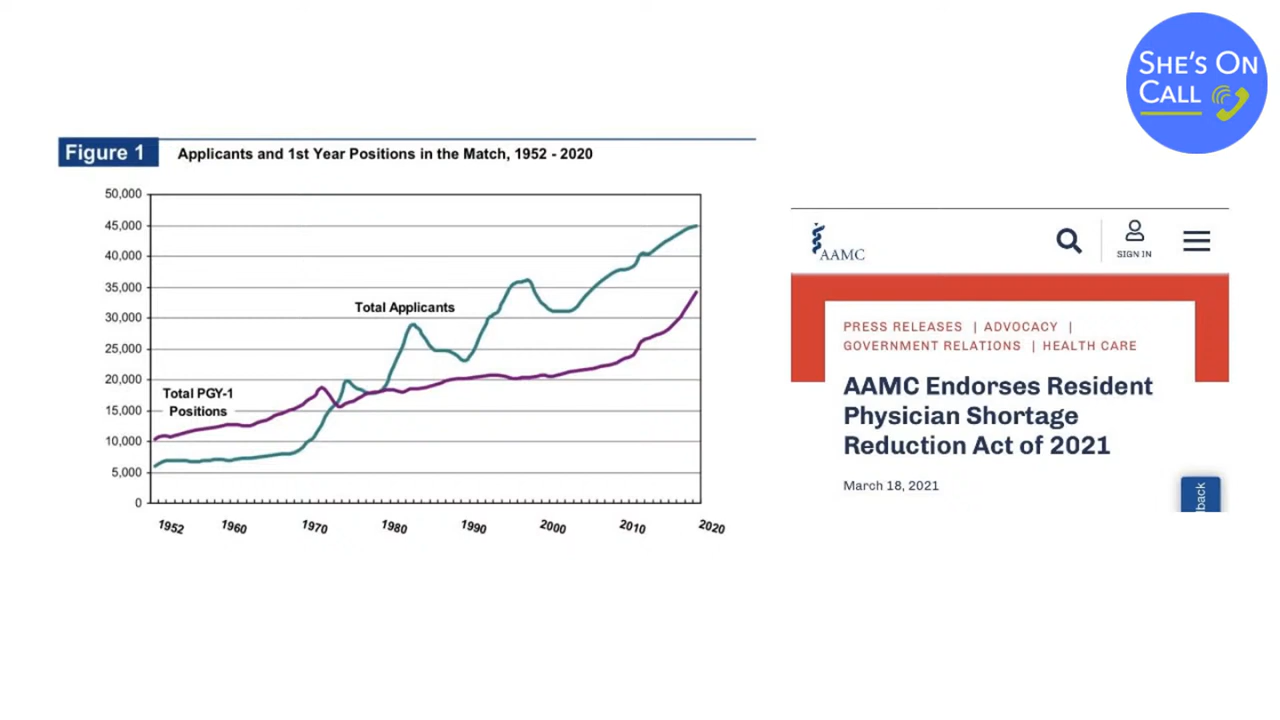 SHE'S ON
CALL
Figure 1
Applicants and 1st Year Positions in the Match, 1952 - 2020
50,000
45,000
40,000
35,000
30,000
25,000
20,000
15,000
10,000
5,000
0
Total Applicants
Total PGY-1
Positions
1952
1960
1970
1980
1990
2000
2010
2020
AAMC
SIGN IN
PRESS RELEASES | ADVOCACY |
GOVERNMENT RELATIONS | HEALTH CARE
AAMC Endorses Resident
Physician Shortage
Reduction Act of 2021
March 18, 2021
back